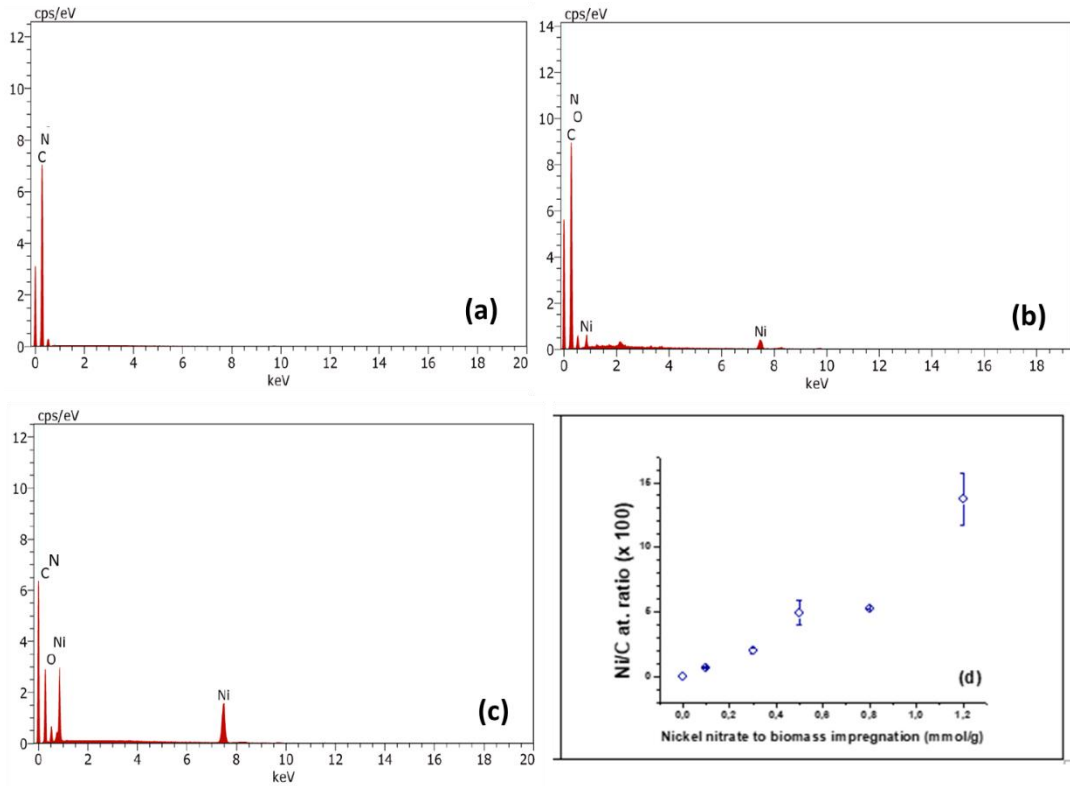 cps/eV
12
10
8
6
4
2
0
N
C
0 2 4 6 8 10 12 14 16 18 20
keV
(a)
cps/eV
14
12
10
8
6
4
2
0
N
O
C
Ni
Ni
0 2 4 6 8 10 12 14 16 18
keV
(b)
cps/eV
12
10
8
6
4
2
0
C N
O
Ni
Ni
0 2 4 6 8 10 12 14 16 18 20
keV
(c)
Ni/C at. ratio (x 100)
15
10
5
0
0,0 0,2 0,4 0,6 0,8 1,0 1,2
Nickel nitrate to biomass impregnation (mmol/g)
(d)